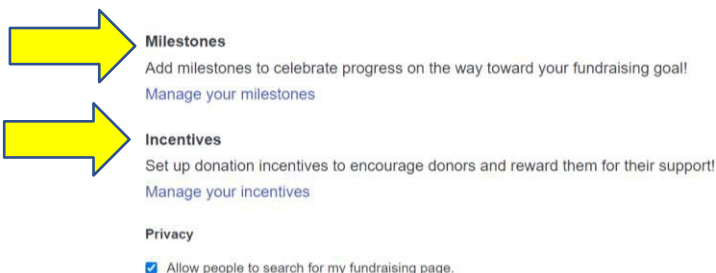 Milestones
Add milestones to celebrate progress on the way toward your fundraising goal!
Manage your milestones
Incentives
Set up donation incentives to encourage donors and reward them for their support!
Manage your incentives
Privacy
Allow people to search for my fundraising page.